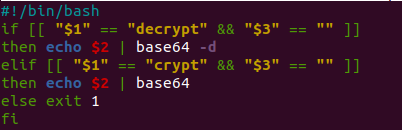 #!/bin/bash
if [[ "$1" == "decrypt" && "$3" == "" ]]
then echo $2 | base64 -d
elif [[ "$1" == "crypt" && "$3" == "" ]]
then echo $2 | base64
else exit 1
fi